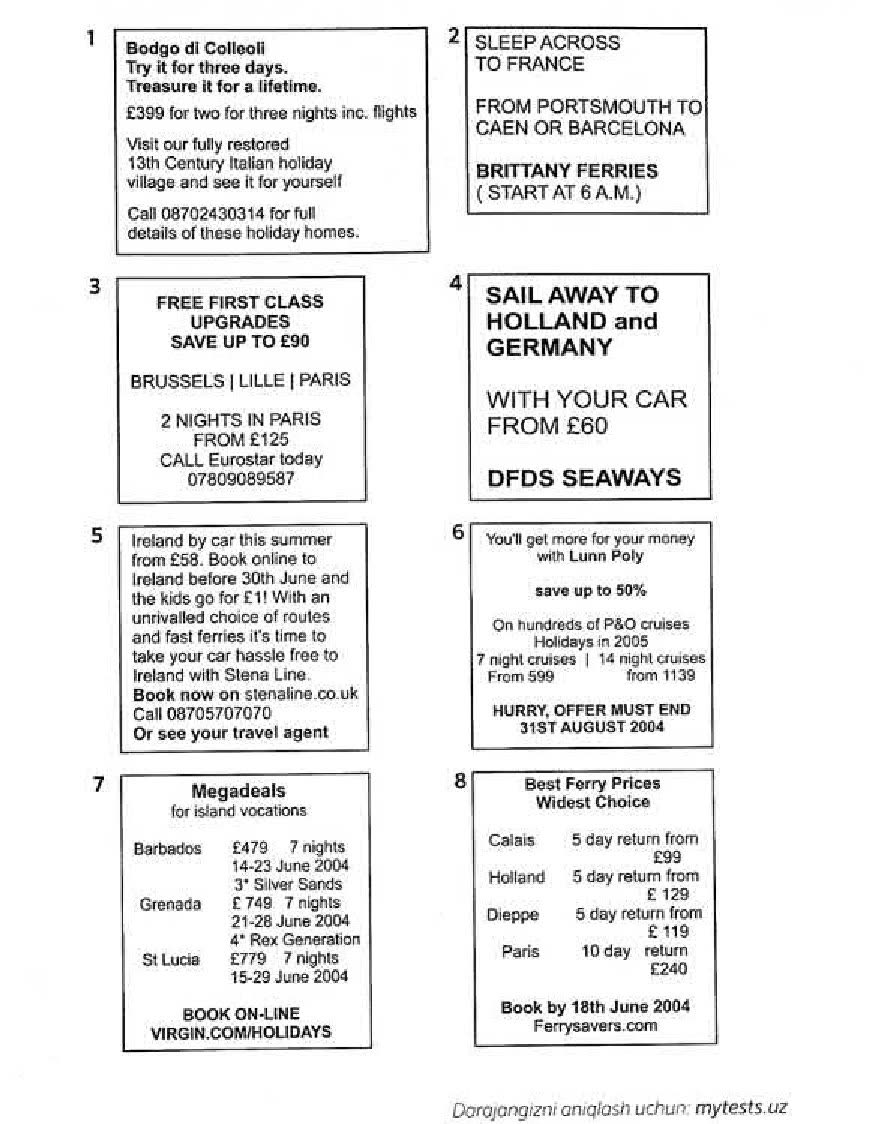 1
Bodgo di Colleoli
Try it for three days.
Treasure it for a lifetime.
£399 for two for three nights inc. flights
Visit our fully restored
13th Century Italian holiday
village and see it for yourself
Call 08702430314 for full
details of these holiday homes.
2
SLEEP ACROSS
TO FRANCE
FROM PORTSMOUTH TO
CAEN OR BARCELONA
BRITTANY FERRIES
( START AT 6 A.M.)
3
FREE FIRST CLASS
UPGRADES
SAVE UP TO £90
BRUSSELS | LILLE | PARIS
2 NIGHTS IN PARIS
FROM £125
CALL Eurostar today
07809089587
4
SAIL AWAY TO
HOLLAND and
GERMANY
WITH YOUR CAR
FROM £60
DFDS SEAWAYS
5
Ireland by car this summer
from £58. Book online to
Ireland before 30th June and
the kids go for £1! With an
unrivalled choice of routes
and fast ferries it's time to
take your car hassle free to
Ireland with Stena Line.
Book now on stenaline.co.uk
Call 08705707070
Or see your travel agent
6
You'll get more for your money
with Lunn Poly
save up to 50%
On hundreds of P&O cruises
Holidays in 2005
7 night cruises | 14 night cruises
From 599 from 1139
HURRY, OFFER MUST END
31ST AUGUST 2004
7
Megadeals
for island vocations
Barbados £479 7 nights
14-23 June 2004
3* Silver Sands
Grenada £ 749 7 nights
21-28 June 2004
4* Rex Generation
St Lucia £779 7 nights
15-29 June 2004
BOOK ON-LINE
VIRGIN.COM/HOLIDAYS
8
Best Ferry Prices
Widest Choice
Calais 5 day return from
£99
Holland 5 day return from
£ 129
Dieppe 5 day return from
£ 119
Paris 10 day return
£240
Book by 18th June 2004
Ferrysavers.com
Darajangizni aniqlash uchun: mytests.uz